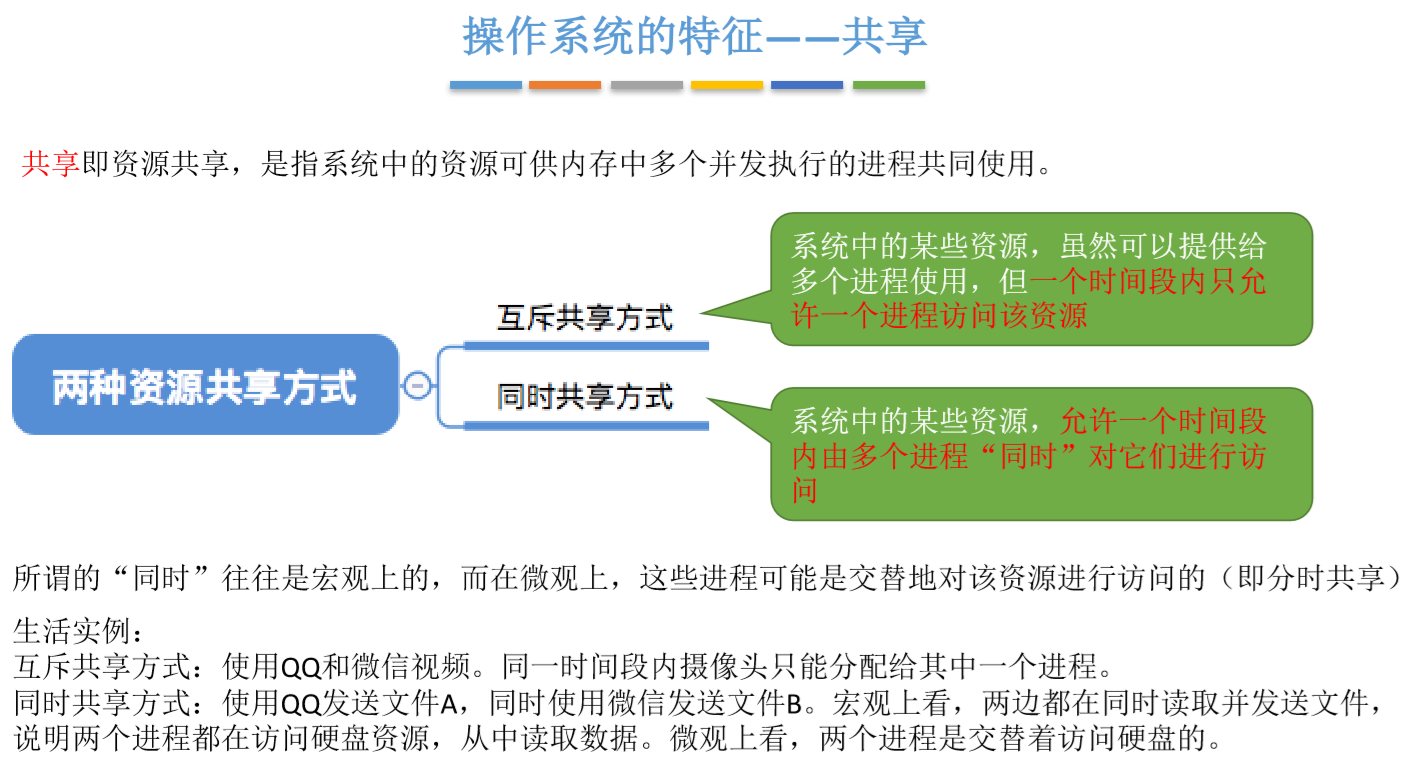 操作系统的特征——共享
共享即资源共享，是指系统中的资源可供内存中多个并发执行的进程共同使用。
两种资源共享方式
互斥共享方式
系统中的某些资源，虽然可以提供给
多个进程使用，但一个时间段内只允
许一个进程访问该资源
同时共享方式
系统中的某些资源，允许一个时间段
内由多个进程“同时”对它们进行访
问
所谓的“同时”往往是宏观上的，而在微观上，这些进程可能是交替地对该资源进行访问的（即分时共享）
生活实例：
互斥共享方式：使用QQ和微信视频。同一时间段内摄像头只能分配给其中一个进程。
同时共享方式：使用QQ发送文件A，同时使用微信发送文件B。宏观上看，两边都在同时读取并发送文件，
说明两个进程都在访问硬盘资源，从中读取数据。微观上看，两个进程是交替着访问硬盘的。